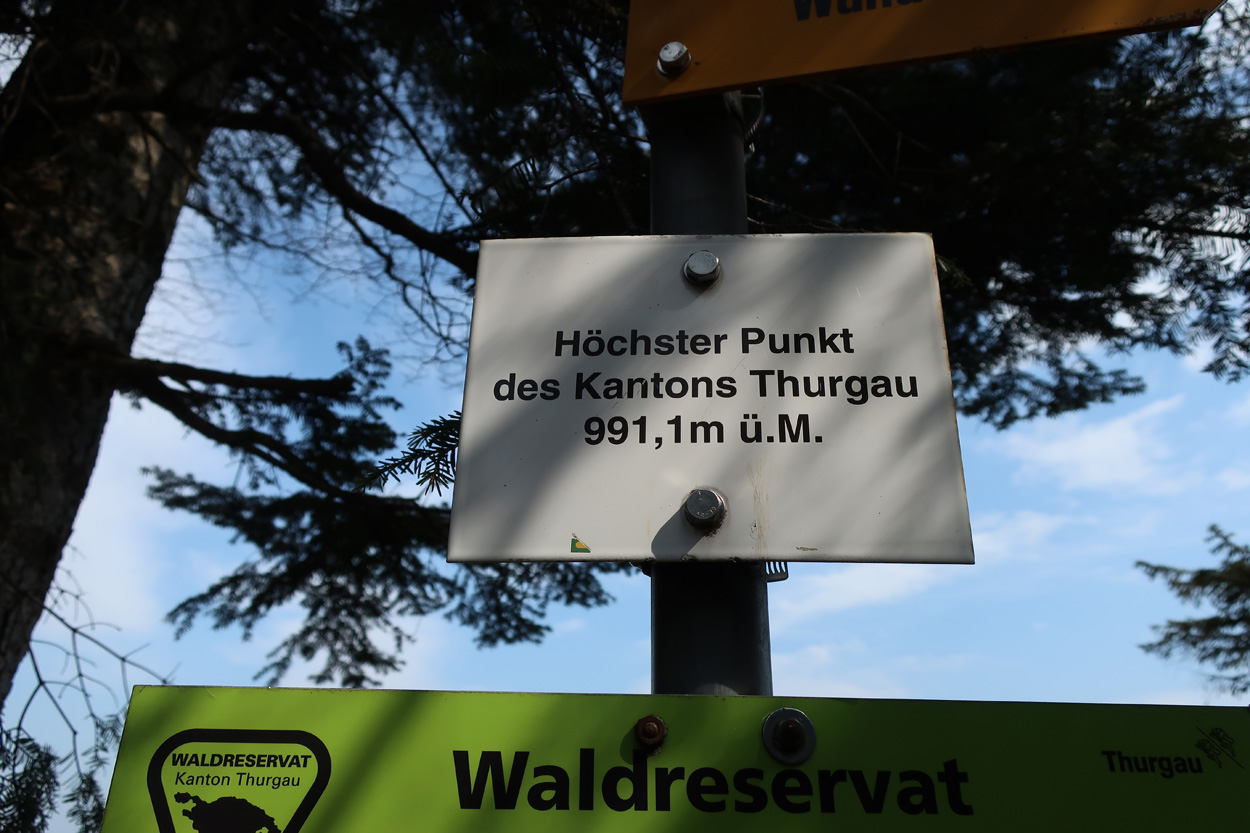 Höchster Punkt
des Kantons Thurgau
991,1m ü.M.
WALDRESERVAT
Kanton Thurgau
Waldreservat
Thurgau